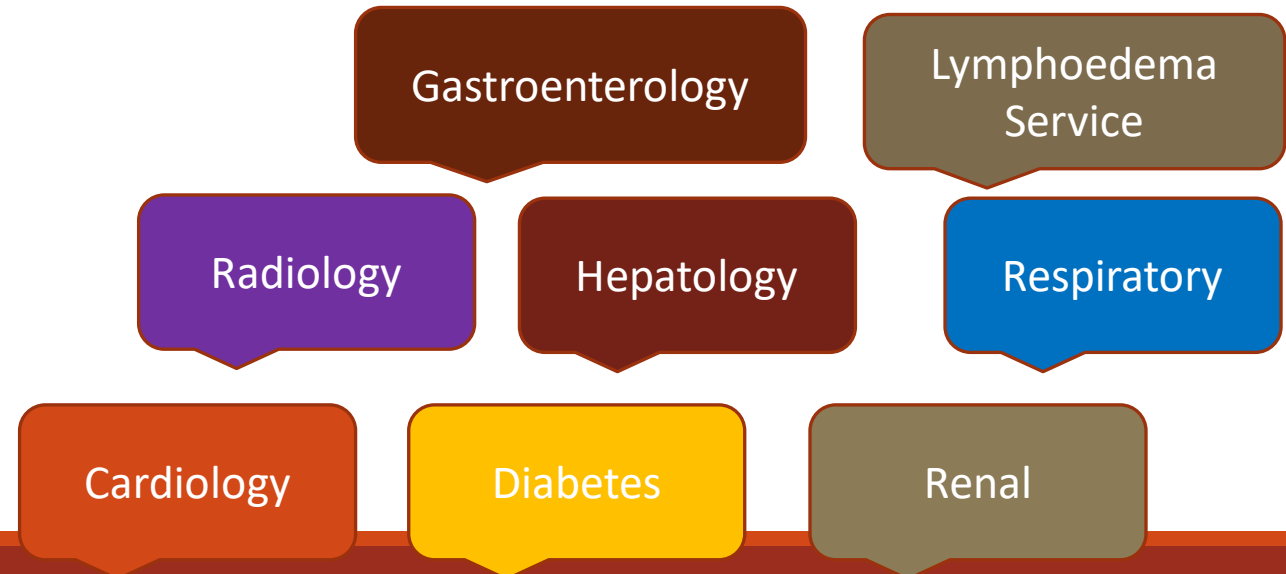 Gastroenterology
Lymphoedema
Service
Radiology
Hepatology
Respiratory
Cardiology
Diabetes
Renal